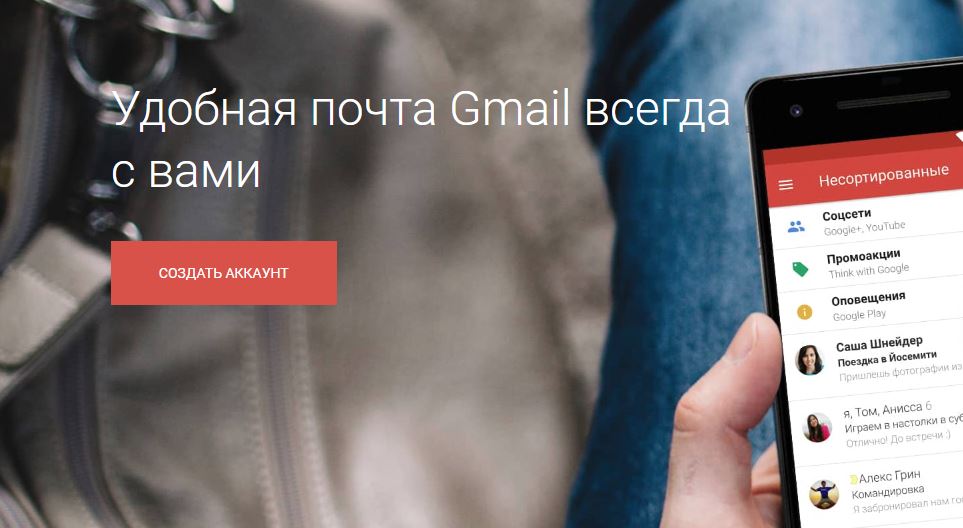 Удобная почта Gmail всегда
с вами
СОЗДАТЬ АККАУНТ
Несортированные
Соцсети
Google+, YouTube
Промоакции
Think with Google
Оповещения
Google Play
Саша Шнейдер
Поездка в Йосемити
Пришлешь фотографии из
я, Том, Анисса 6
Играем в настолки в суб
Отлично! До встречи :)
Алекс Грин
Командировка
Я забронировал нам